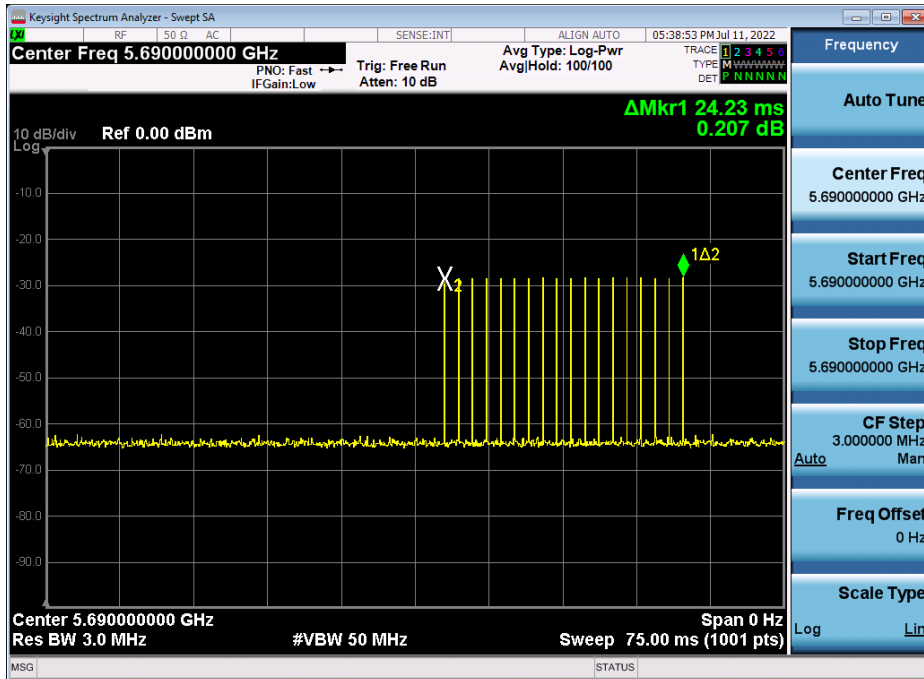 Keysight Spectrum Analyzer - Swept SA
LXI RF 50 Ω AC SENSE:INT ALIGN AUTO 05:38:53 PM Jul 11, 2022
Center Freq 5.690000000 GHz
PNO: Fast
IFGain:Low
Trig: Free Run
Atten: 10 dB
Avg Type: Log-Pwr
Avg|Hold: 100/100
TRACE 1 2 3 4 5 6
TYPE M WWWWW
DET P N N N N N
ΔMkr1 24.23 ms
0.207 dB
10 dB/div Ref 0.00 dBm
Log
-10.0
-20.0
-30.0
-40.0
-50.0
-60.0
-70.0
-80.0
-90.0
X2
1Δ2
Center 5.690000000 GHz Span 0 Hz
Res BW 3.0 MHz #VBW 50 MHz Sweep 75.00 ms (1001 pts)
MSG STATUS
Frequency
Auto Tune
Center Freq
5.690000000 GHz
Start Freq
5.690000000 GHz
Stop Freq
5.690000000 GHz
CF Step
3.000000 MHz
Auto Man
Freq Offset
0 Hz
Scale Type
Log Lin